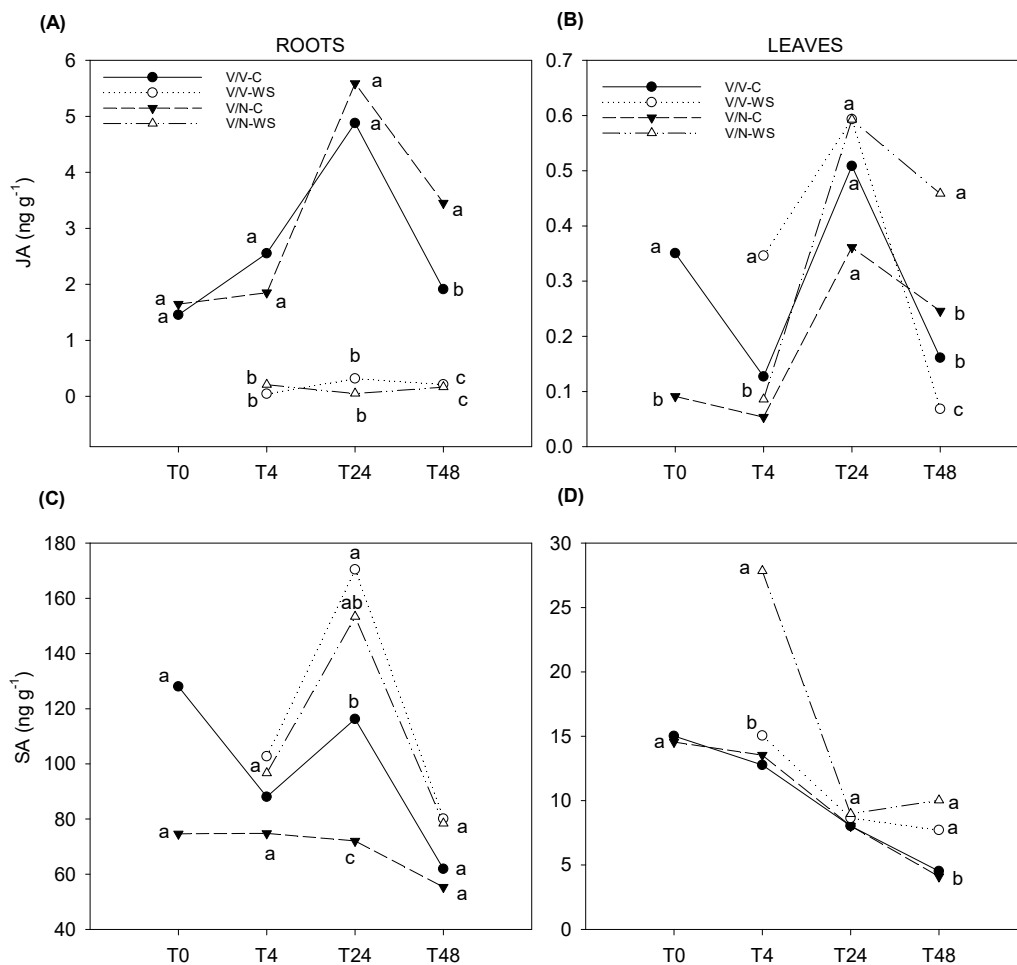 (A)
ROOTS
V/V-C
V/V-WS
V/N-C
V/N-WS
JA (ng g⁻¹)
6
5
4
3
2
1
0
a
a
a
a
a
a
a
b
b
b
b
b
c
c
T0 T4 T24 T48
(B)
LEAVES
V/V-C
V/V-WS
V/N-C
V/N-WS
0.7
0.6
0.5
0.4
0.3
0.2
0.1
0.0
a
a
a
a
a
a
b
b
b
b
c
T0 T4 T24 T48
(C)
SA (ng g⁻¹)
180
160
140
120
100
80
60
40
a
ab
a
b
a
a
a
a
c
a
a
T0 T4 T24 T48
(D)
30
25
20
15
10
5
0
a
b
a
a
a
a
b
T0 T4 T24 T48